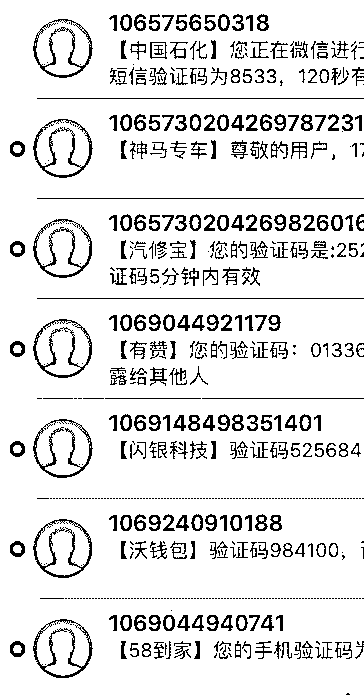 106575650318
【中国石化】您正在微信进行
短信验证码为8533，120秒有
1065730204269787231
【神马专车】尊敬的用户，17
1065730204269826016
【汽修宝】您的验证码是:252
证码5分钟内有效
1069044921179
【有赞】您的验证码：01336
露给其他人
1069148498351401
【闪银科技】验证码525684
1069240910188
【沃钱包】验证码984100，
1069044940741
【58到家】您的手机验证码为